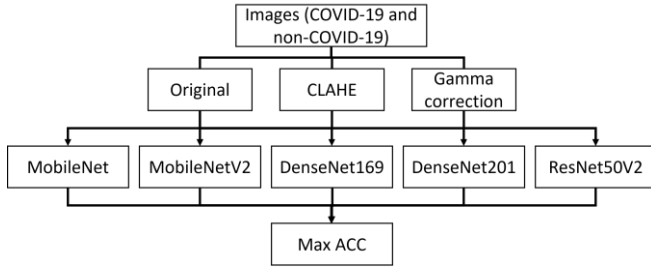 Images (COVID-19 and
non-COVID-19)
Original
CLAHE
Gamma
correction
MobileNet
MobileNetV2
DenseNet169
DenseNet201
ResNet50V2
Max ACC